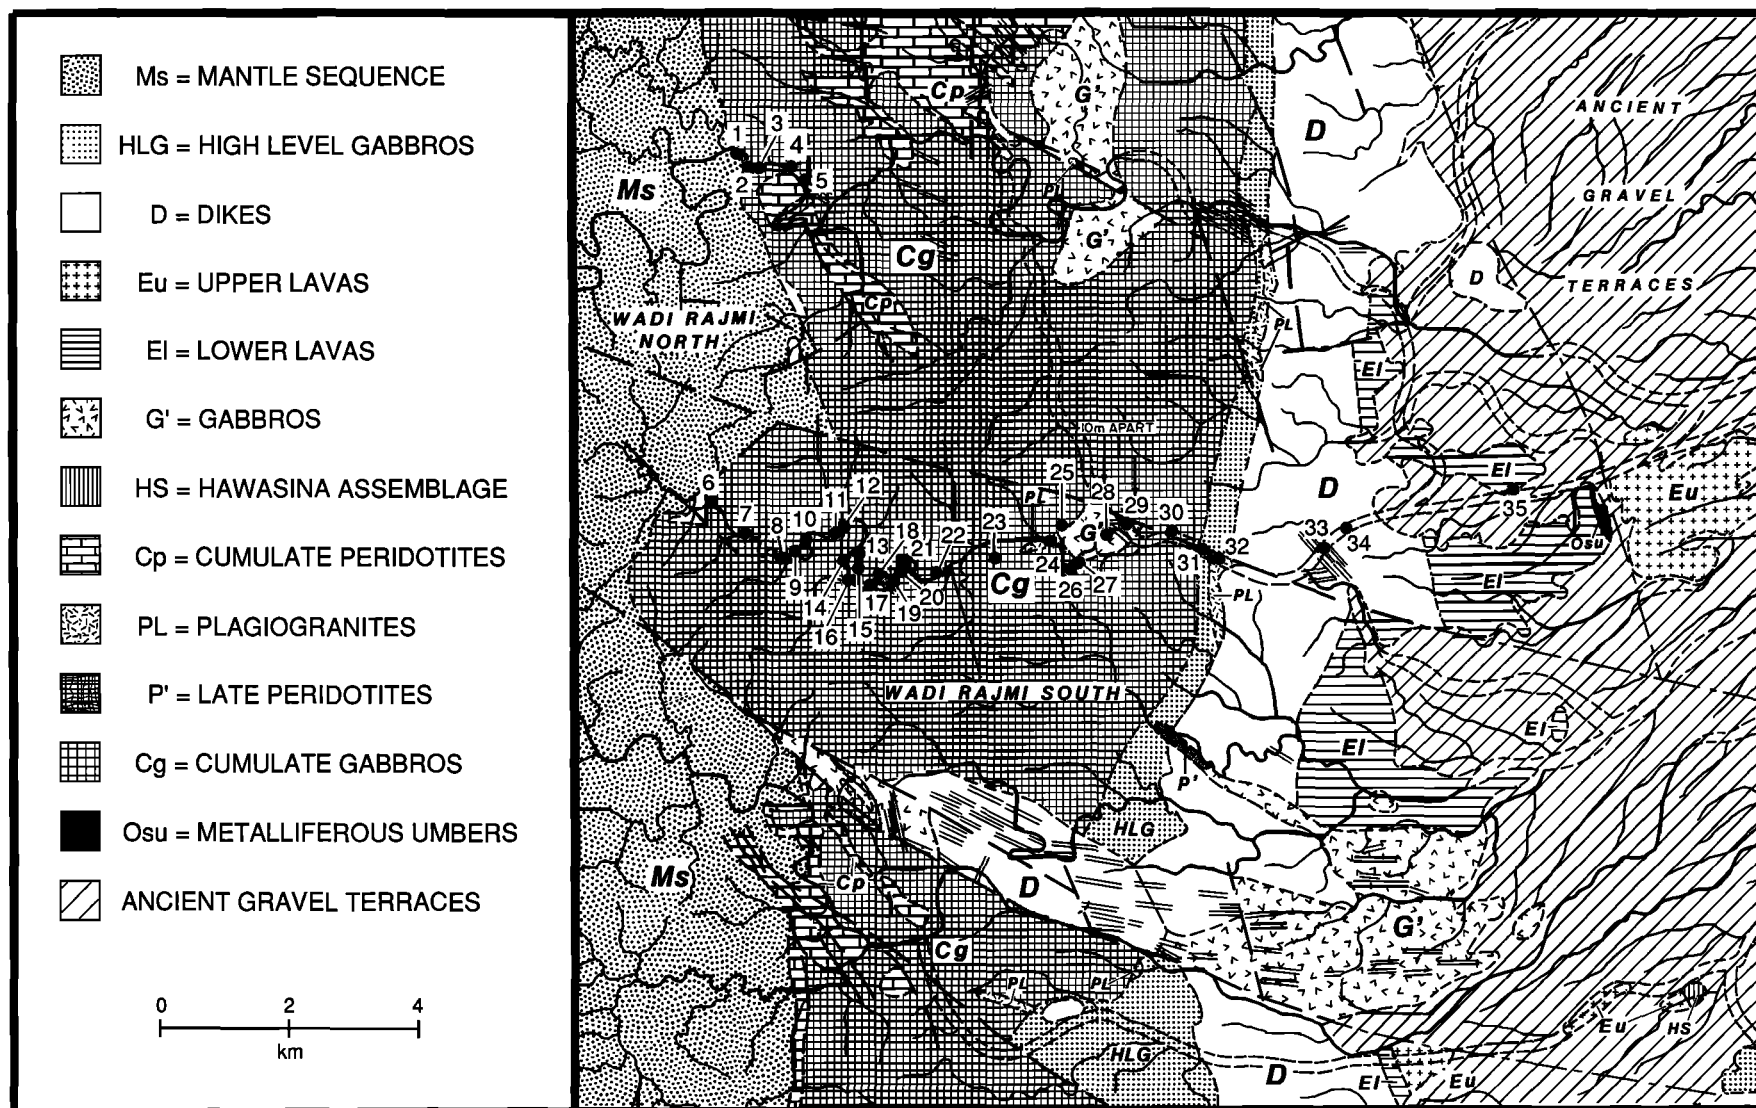 Ms = MANTLE SEQUENCE
HLG = HIGH LEVEL GABBROS
D = DIKES
Eu = UPPER LAVAS
El = LOWER LAVAS
G' = GABBROS
HS = HAWASINA ASSEMBLAGE
Cp = CUMULATE PERIDOTITES
PL = PLAGIOGRANITES
P' = LATE PERIDOTITES
Cg = CUMULATE GABBROS
Osu = METALLIFEROUS UMBERS
ANCIENT GRAVEL TERRACES
0 2 4
km
Cp
G'
D
ANCIENT
1
3
4
2
5
Ms
PL
GRAVEL
G'
Cg
D
TERRACES
Cp
WADI RAJMI
NORTH
PL
El
10m APART
El
6
7
8
10
11
12
25
PL
28
29
30
D
Eu
35
9
13
18
21
22
23
G'
33
34
Osu
14
16
15
17
19
20
Cg
24
26
27
31
32
El
PL
WADI RAJMI SOUTH
El
El
P'
HLG
Ms
Cp
D
G'
Cg
PL
PL
Eu
HS
HLG
D
El
Eu